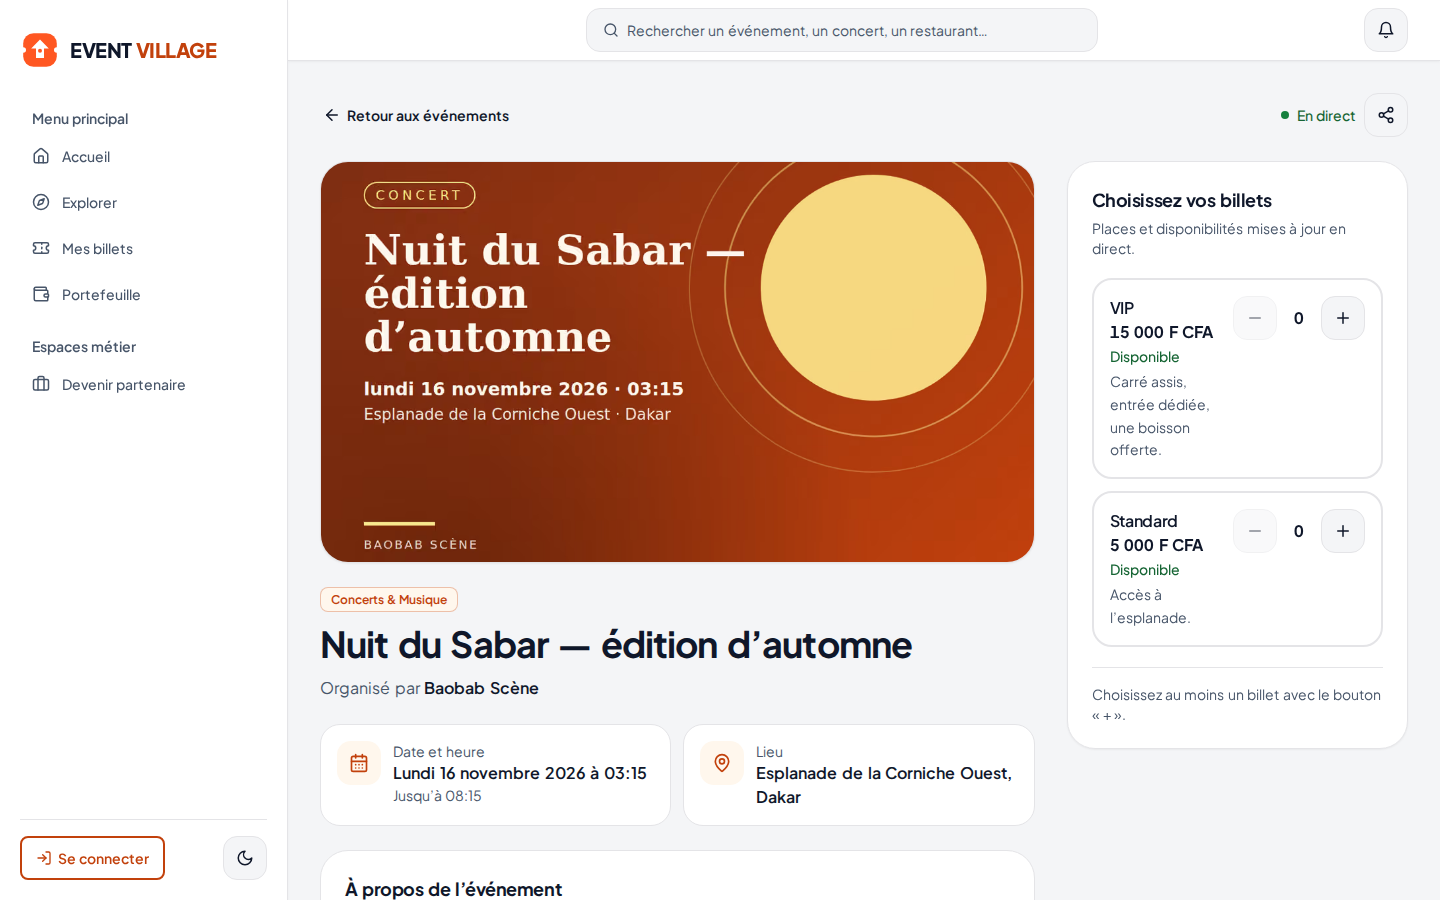 EVENT VILLAGE
Rechercher un événement, un concert, un restaurant…
Menu principal
Accueil
Explorer
Mes billets
Portefeuille
Espaces métier
Devenir partenaire
Se connecter
Retour aux événements
En direct
CONCERT
Nuit du Sabar —
édition
d’automne
lundi 16 novembre 2026 · 03:15
Esplanade de la Corniche Ouest · Dakar
BAOBAB SCÈNE
Concerts & Musique
Nuit du Sabar — édition d’automne
Organisé par Baobab Scène
Date et heure
Lundi 16 novembre 2026 à 03:15
Jusqu’à 08:15
Lieu
Esplanade de la Corniche Ouest,
Dakar
À propos de l’événement
Choisissez vos billets
Places et disponibilités mises à jour en
direct.
VIP
15 000 F CFA
0
Disponible
Carré assis,
entrée dédiée,
une boisson
offerte.
Standard
5 000 F CFA
0
Disponible
Accès à
l’esplanade.
Choisissez au moins un billet avec le bouton
« + ».